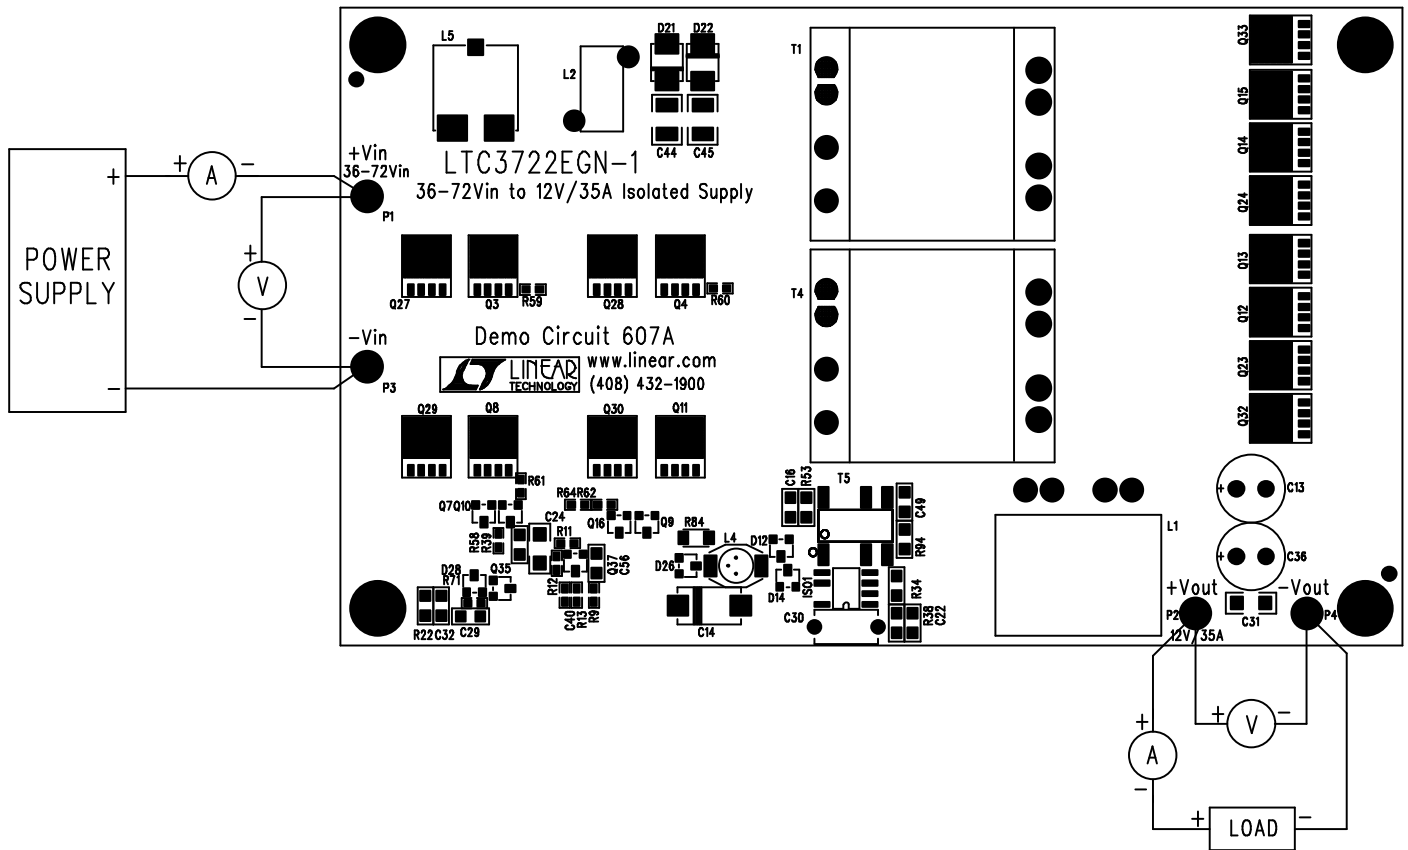 D21 D22
L5
L2
T1
Q33
Q15
Q14
Q24
Q13
Q12
Q23
Q32
C44 C45
+Vin
36-72Vin
P1
LTC3722EGN-1
36-72Vin to 12V/35A Isolated Supply
+ A -
+
POWER
SUPPLY
-
+
V
-
Q27 Q3 R59 Q28 Q4 R60
T4
-Vin
P3
Demo Circuit 607A
LT LINEAR
TECHNOLOGY
www.linear.com
(408) 432-1900
Q29 Q8 Q30 Q11
R61
Q7 Q10
R58
R39
C24
R64 R62
Q16 Q9
R11
R12
Q37
C56
D28
R71
Q35
R22 C32 C29
C40
R13
R9
R84
L4
D26
C14
D12
D14
C16
R53
T5
C49
R94
ISO1
R34
C30
R38
C22
L1
+ C13
+ C36
C31
+Vout
P2
12V/35A
-Vout
P4
+ V -
+
A
-
+ LOAD -